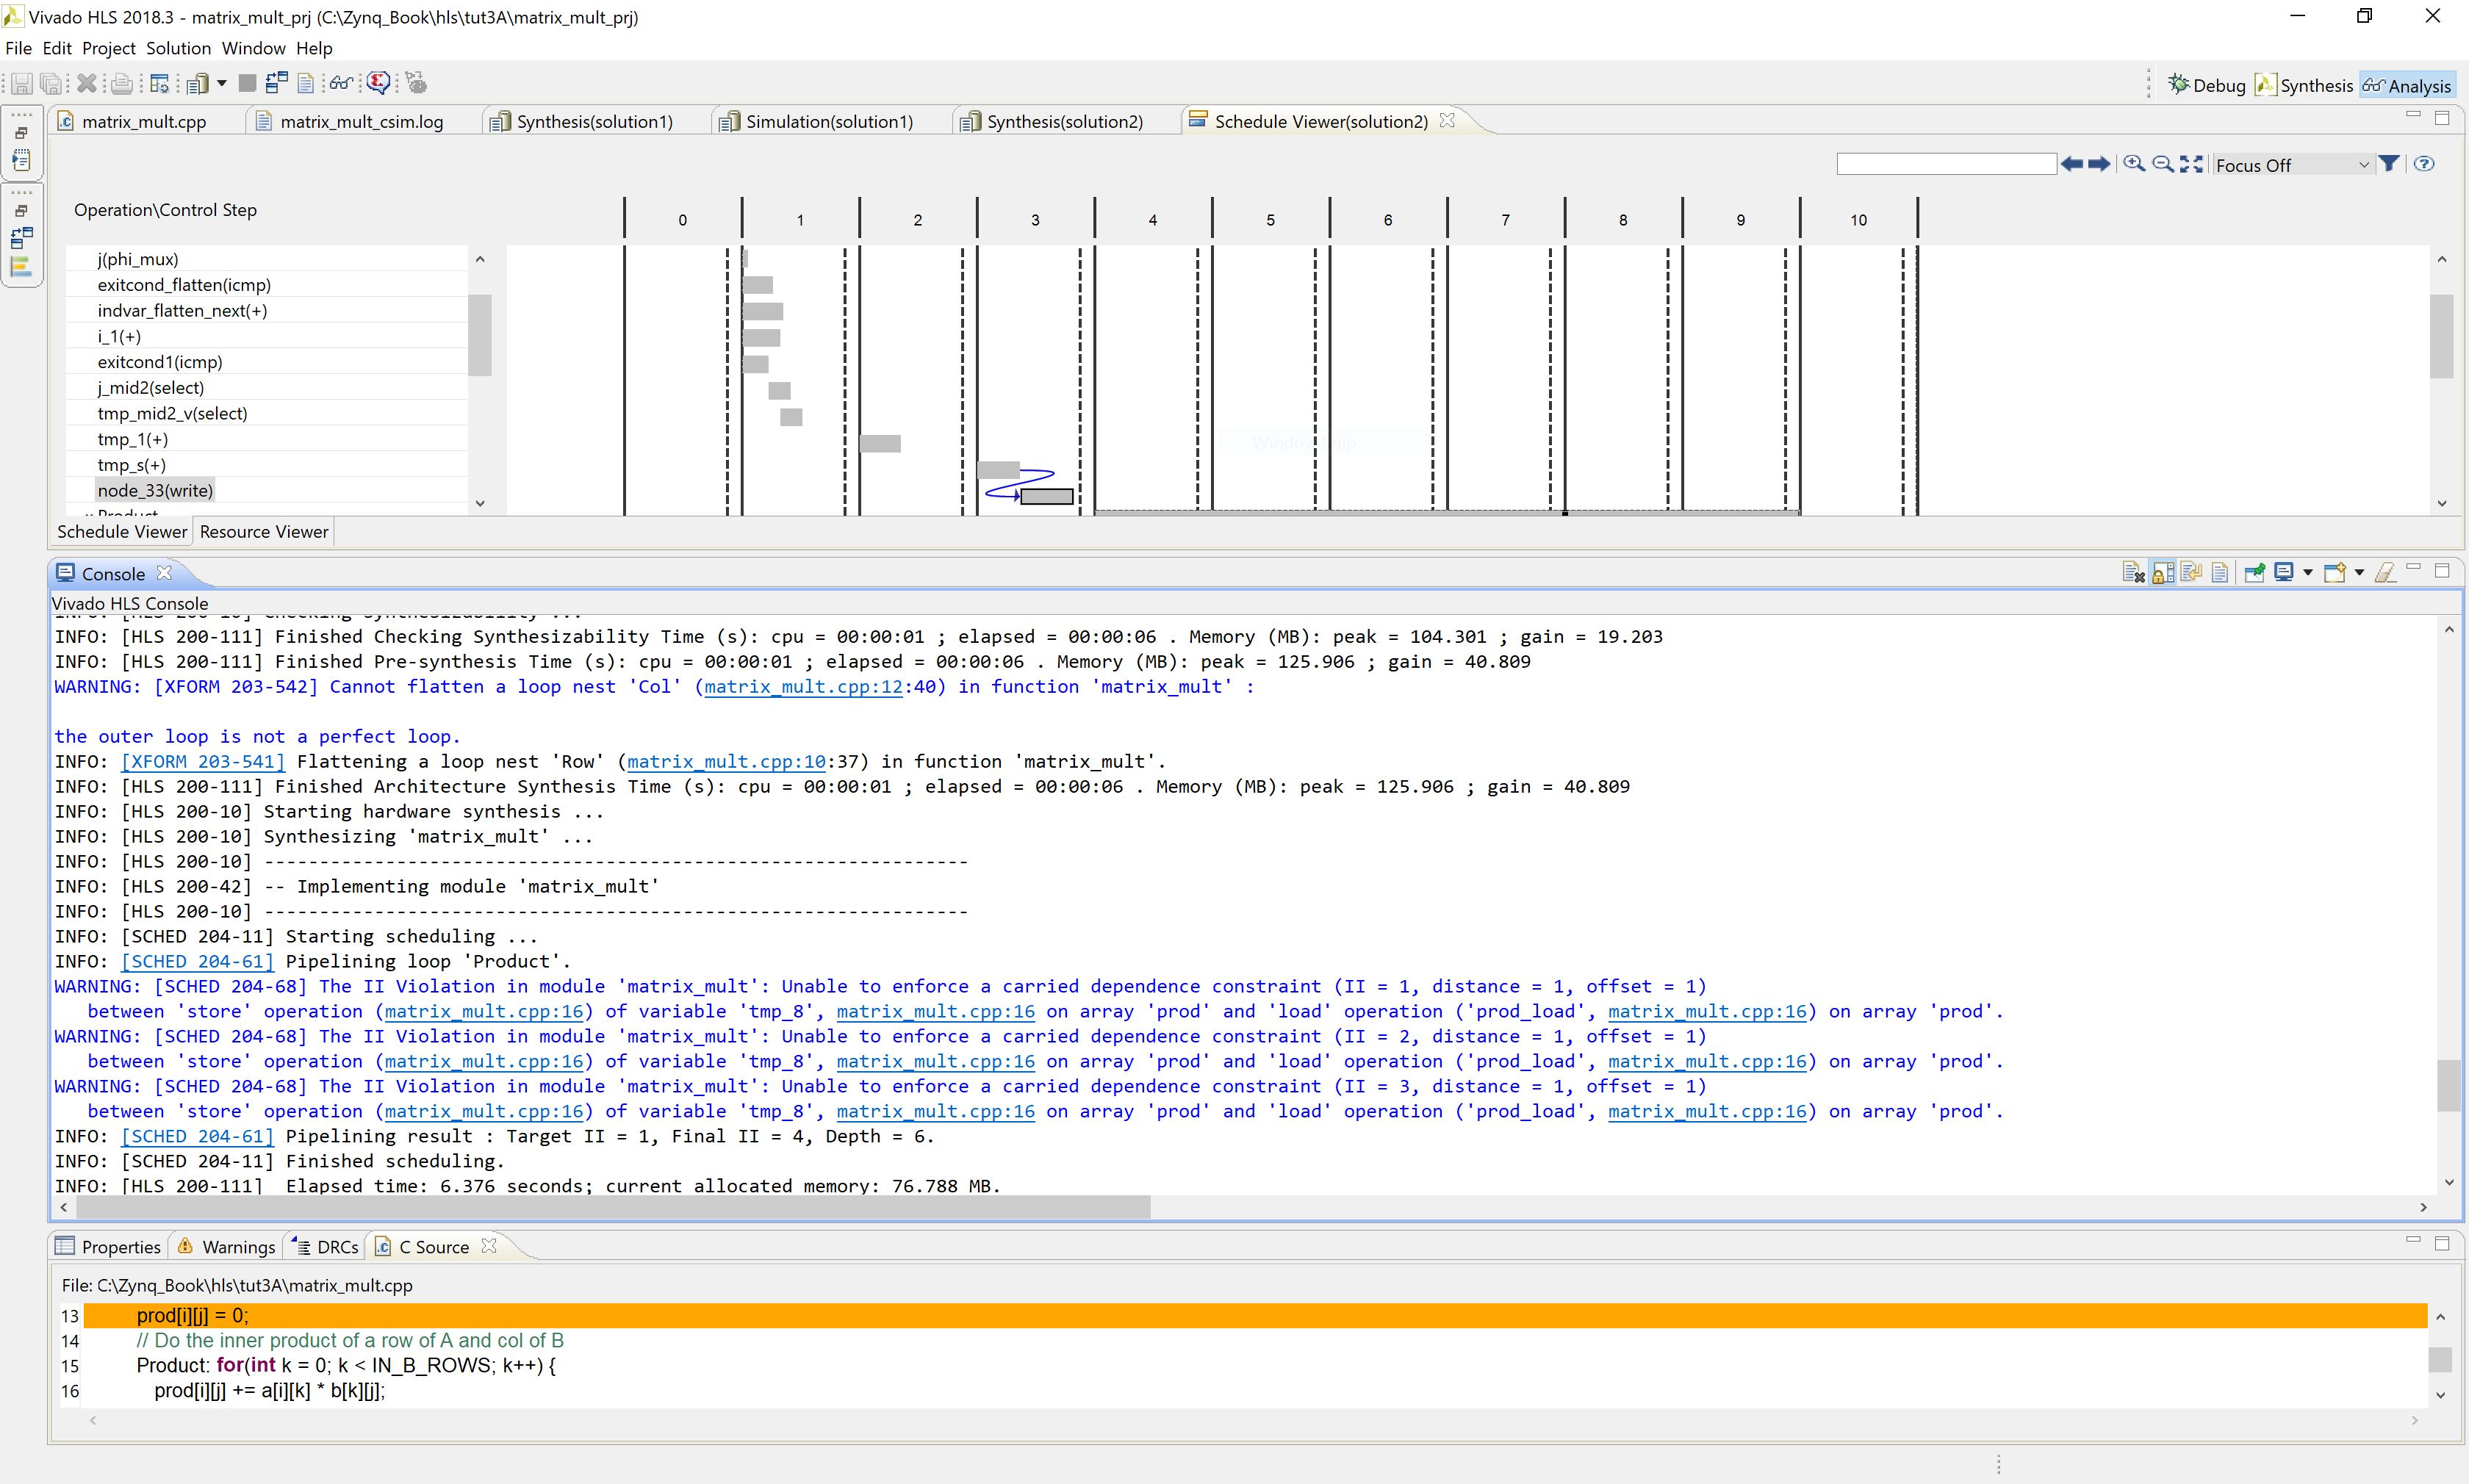 Vivado HLS 2018.3 - matrix_mult_prj (C:\Zynq_Book\hls\tut3A\matrix_mult_prj)
File Edit Project Solution Window Help
Debug Synthesis Analysis
matrix_mult.cpp matrix_mult_csim.log Synthesis(solution1) Simulation(solution1) Synthesis(solution2) Schedule Viewer(solution2)
Focus Off
Operation\Control Step 0 1 2 3 4 5 6 7 8 9 10
j(phi_mux)
exitcond_flatten(icmp)
indvar_flatten_next(+)
i_1(+)
exitcond1(icmp)
j_mid2(select)
tmp_mid2_v(select)
tmp_1(+)
tmp_s(+)
node_33(write)
Product
Schedule Viewer Resource Viewer
Console
Vivado HLS Console
INFO: [HLS 200-10] Checking synthesizability ...
INFO: [HLS 200-111] Finished Checking Synthesizability Time (s): cpu = 00:00:01 ; elapsed = 00:00:06 . Memory (MB): peak = 104.301 ; gain = 19.203
INFO: [HLS 200-111] Finished Pre-synthesis Time (s): cpu = 00:00:01 ; elapsed = 00:00:06 . Memory (MB): peak = 125.906 ; gain = 40.809
WARNING: [XFORM 203-542] Cannot flatten a loop nest 'Col' (matrix_mult.cpp:12:40) in function 'matrix_mult' :
the outer loop is not a perfect loop.
INFO: [XFORM 203-541] Flattening a loop nest 'Row' (matrix_mult.cpp:10:37) in function 'matrix_mult'.
INFO: [HLS 200-111] Finished Architecture Synthesis Time (s): cpu = 00:00:01 ; elapsed = 00:00:06 . Memory (MB): peak = 125.906 ; gain = 40.809
INFO: [HLS 200-10] Starting hardware synthesis ...
INFO: [HLS 200-10] Synthesizing 'matrix_mult' ...
INFO: [HLS 200-10] ----------------------------------------------------------------
INFO: [HLS 200-42] -- Implementing module 'matrix_mult'
INFO: [HLS 200-10] ----------------------------------------------------------------
INFO: [SCHED 204-11] Starting scheduling ...
INFO: [SCHED 204-61] Pipelining loop 'Product'.
WARNING: [SCHED 204-68] The II Violation in module 'matrix_mult': Unable to enforce a carried dependence constraint (II = 1, distance = 1, offset = 1)
between 'store' operation (matrix_mult.cpp:16) of variable 'tmp_8', matrix_mult.cpp:16 on array 'prod' and 'load' operation ('prod_load', matrix_mult.cpp:16) on array 'prod'.
WARNING: [SCHED 204-68] The II Violation in module 'matrix_mult': Unable to enforce a carried dependence constraint (II = 2, distance = 1, offset = 1)
between 'store' operation (matrix_mult.cpp:16) of variable 'tmp_8', matrix_mult.cpp:16 on array 'prod' and 'load' operation ('prod_load', matrix_mult.cpp:16) on array 'prod'.
WARNING: [SCHED 204-68] The II Violation in module 'matrix_mult': Unable to enforce a carried dependence constraint (II = 3, distance = 1, offset = 1)
between 'store' operation (matrix_mult.cpp:16) of variable 'tmp_8', matrix_mult.cpp:16 on array 'prod' and 'load' operation ('prod_load', matrix_mult.cpp:16) on array 'prod'.
INFO: [SCHED 204-61] Pipelining result : Target II = 1, Final II = 4, Depth = 6.
INFO: [SCHED 204-11] Finished scheduling.
INFO: [HLS 200-111]  Elapsed time: 6.376 seconds; current allocated memory: 76.788 MB.
Properties Warnings DRCs C Source
File: C:\Zynq_Book\hls\tut3A\matrix_mult.cpp
13 prod[i][j] = 0;
14 // Do the inner product of a row of A and col of B
15 Product: for(int k = 0; k < IN_B_ROWS; k++) {
16 prod[i][j] += a[i][k] * b[k][j];